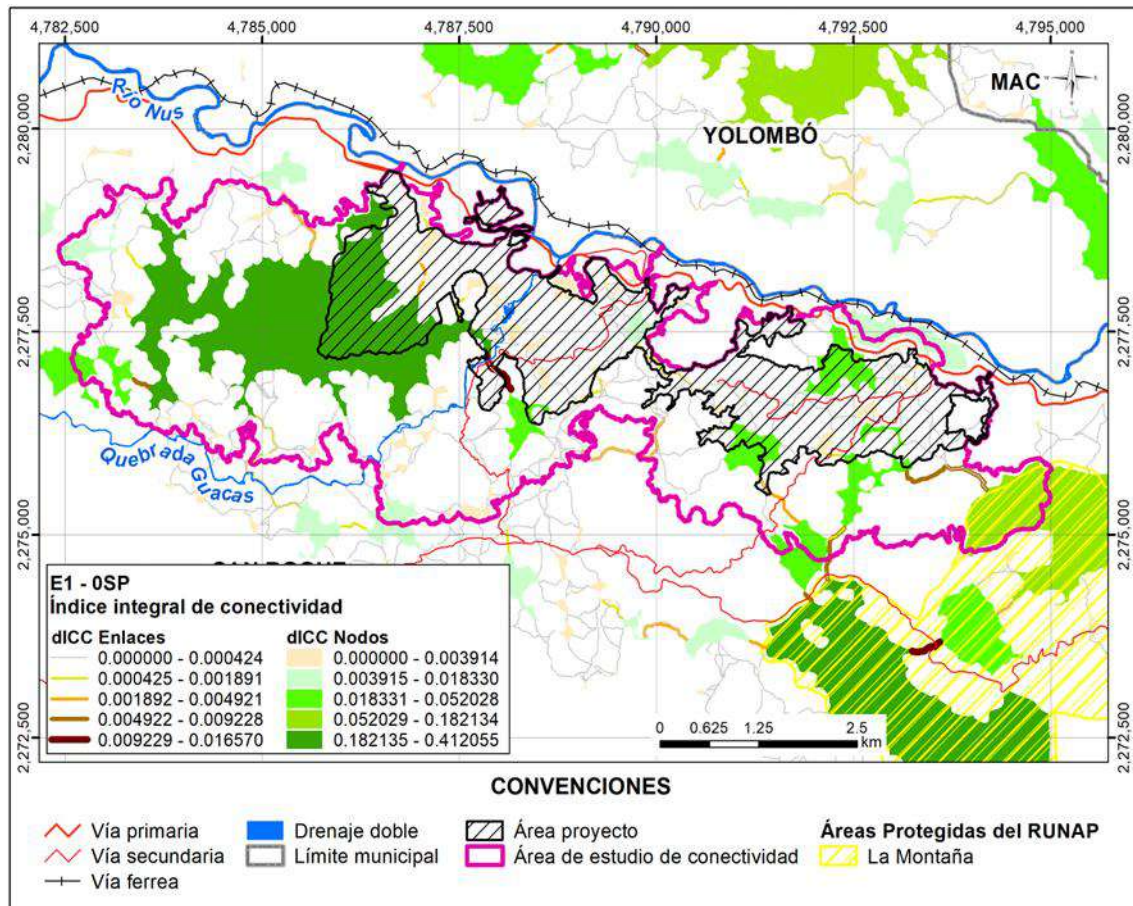 4,782,500 4,785,000 4,787,500 4,790,000 4,792,500 4,795,000
MAC
Río Nus
YOLOMBÓ
2,280,000 2,280,000
2,277,500 2,277,500
Quebrada Guacas
2,275,000 2,275,000
E1 - 0SP
Índice integral de conectividad
dICC Enlaces dICC Nodos
0.000000 - 0.000424 0.000000 - 0.003914
0.000425 - 0.001891 0.003915 - 0.018330
0.001892 - 0.004921 0.018331 - 0.052028
0.004922 - 0.009228 0.052029 - 0.182134
0.009229 - 0.016570 0.182135 - 0.412055
0 0.625 1.25 2.5
km
2,272,500 2,272,500
CONVENCIONES
Vía primaria Drenaje doble Área proyecto Áreas Protegidas del RUNAP
Vía secundaria Límite municipal Área de estudio de conectividad La Montaña
Vía ferrea